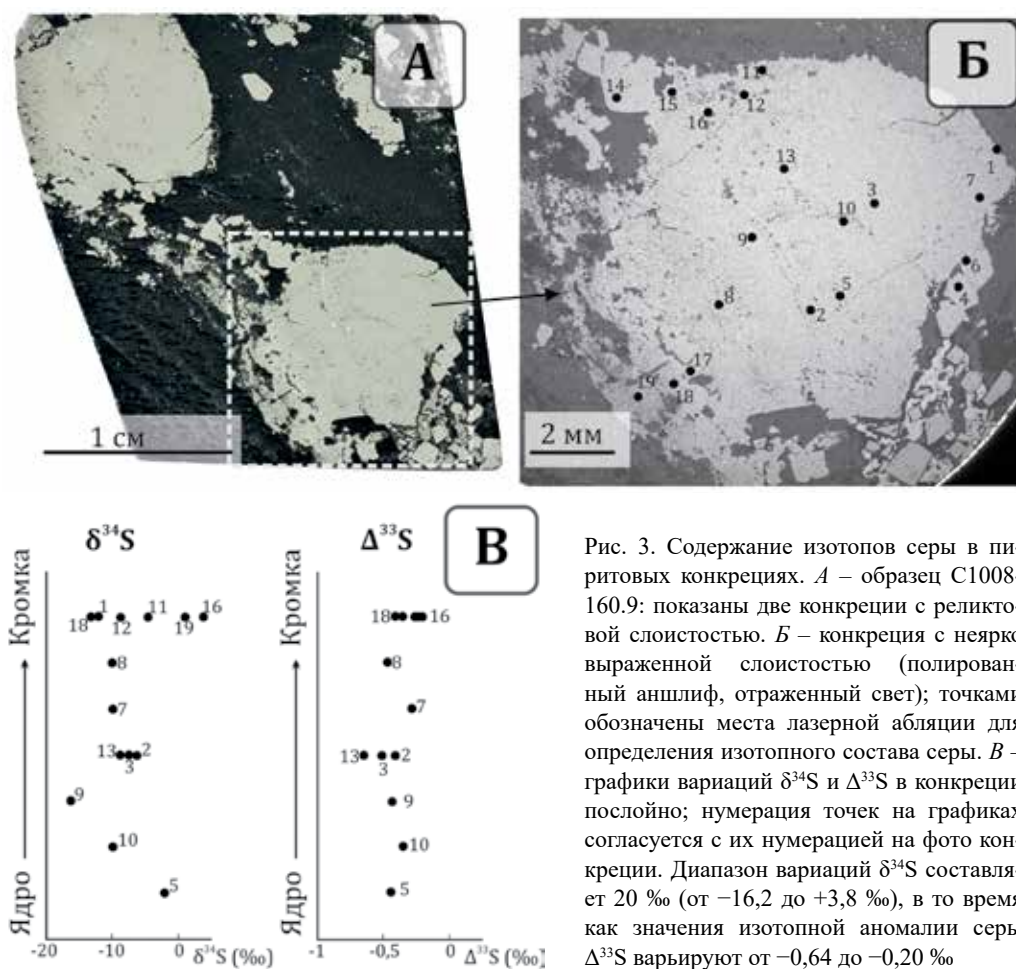 А
1 см
Б
11
14
15
12
16
1
13
7
3
10
9
6
4
5
8
2
17
19
18
2 мм
В
δ³⁴S
Δ³³S
Кромка
Ядро
18 1 12 11 19 16
8
7
13 3 2
9
10
5
-20 -10 0 δ³⁴S (‰)
Кромка
Ядро
18 16
8
7
13 3 2
9
10
5
-1 -0.5 0 Δ³³S (‰)
Рис. 3. Содержание изотопов серы в пи-
ритовых конкрециях. А – образец С1008-
160.9: показаны две конкреции с реликто-
вой слоистостью. Б – конкреция с неярко
выраженной слоистостью (полирован-
ный аншлиф, отраженный свет); точками
обозначены места лазерной абляции для
определения изотопного состава серы. В –
графики вариаций δ³⁴S и Δ³³S в конкреции
послойно; нумерация точек на графиках
согласуется с их нумерацией на фото кон-
креции. Диапазон вариаций δ³⁴S составля-
ет 20 ‰ (от −16,2 до +3,8 ‰), в то время
как значения изотопной аномалии серы
Δ³³S варьируют от −0,64 до −0,20 ‰